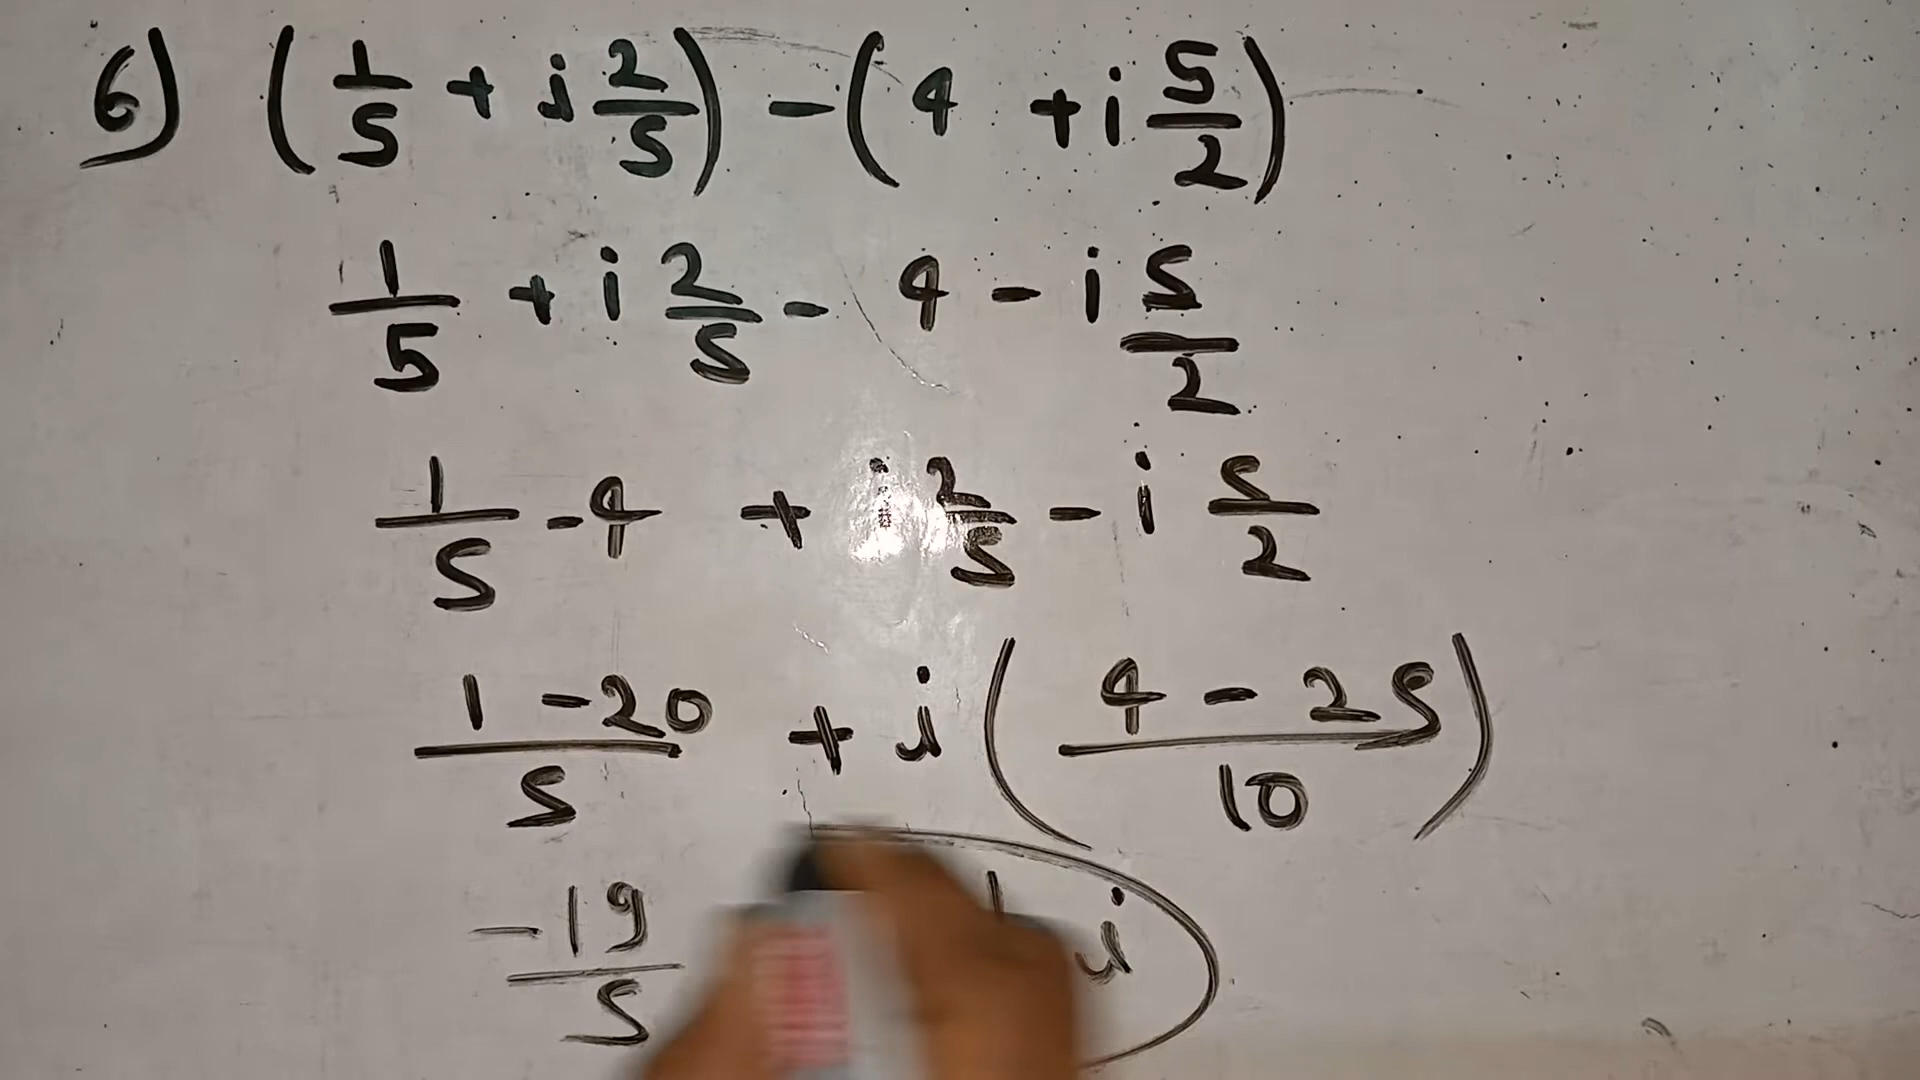 6) (1/5 + i 2/5) - (4 + i 5/2)
1/5 + i 2/5 - 4 - i 5/2
1/5 - 4 + i 2/5 - i 5/2
1 - 20/5 + i (4 - 25/10)
-19/5 i